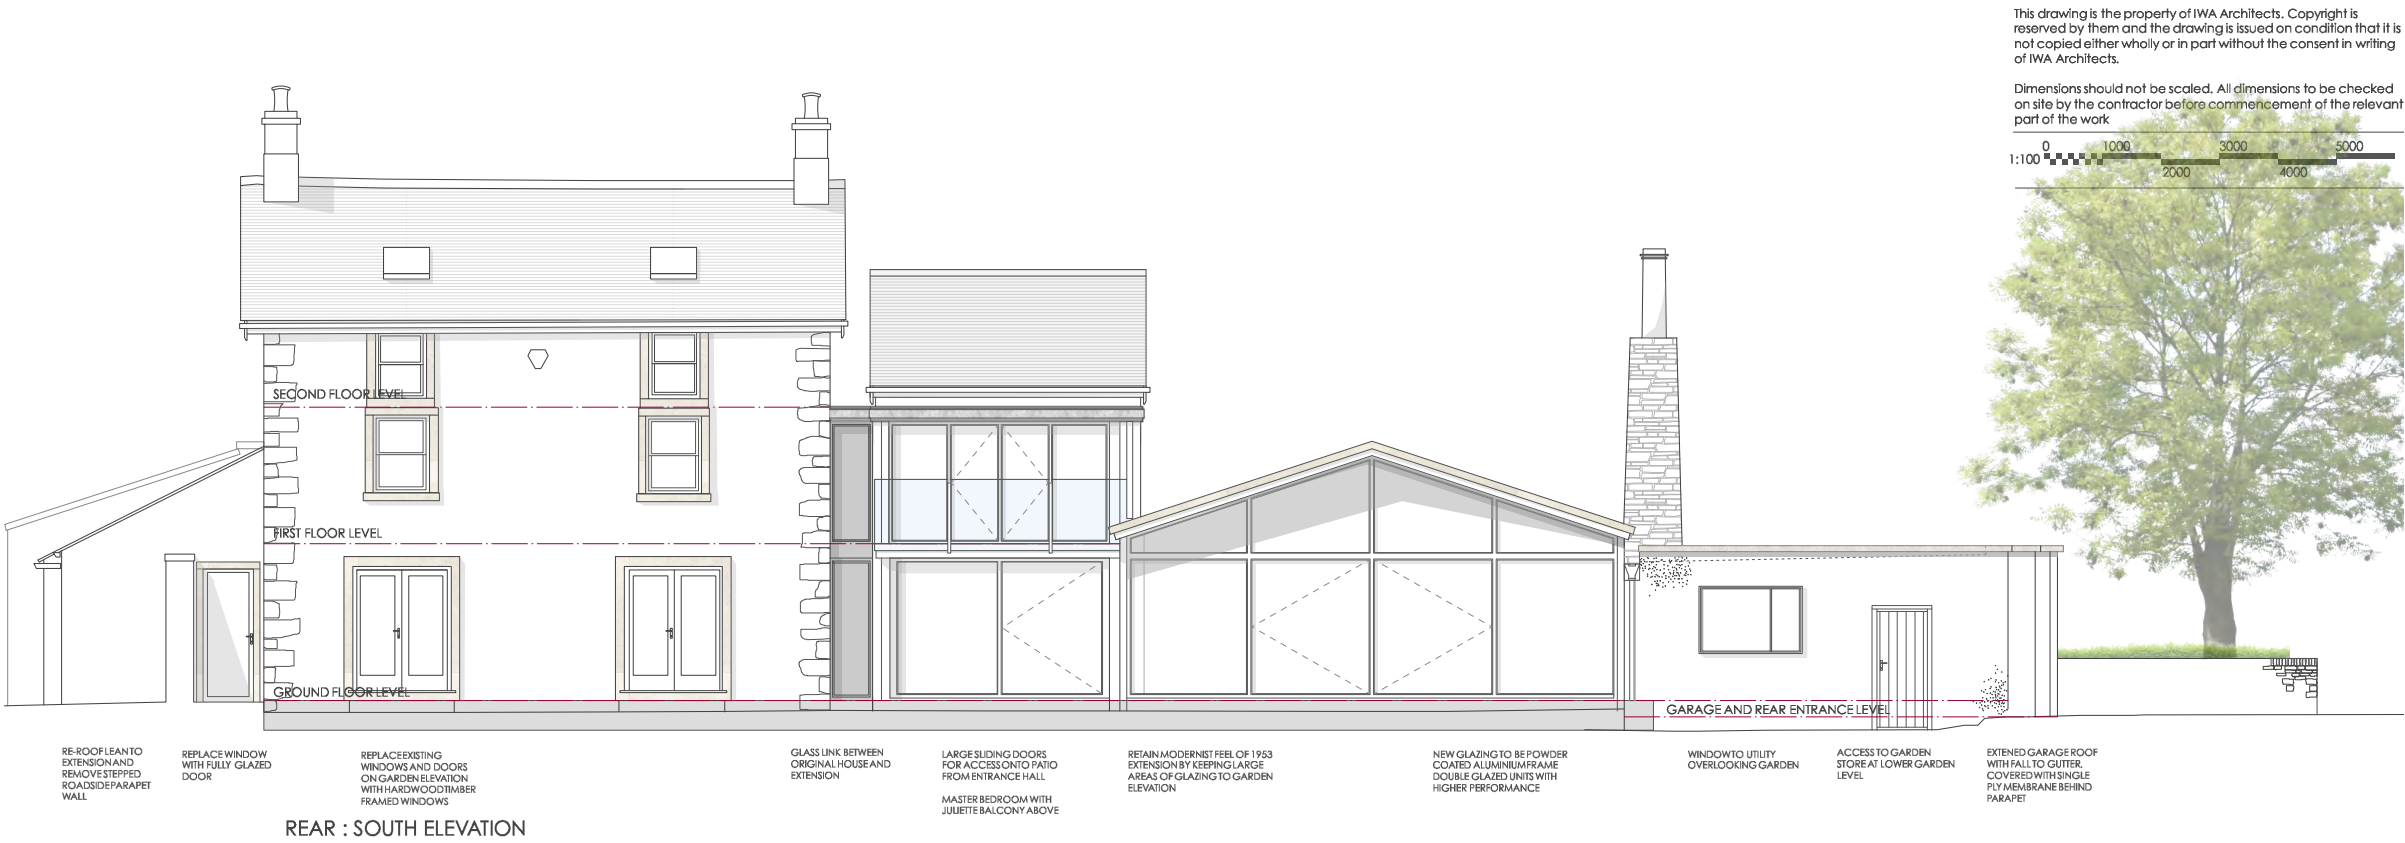 This drawing is the property of IWA Architects. Copyright is
reserved by them and the drawing is issued on condition that it is
not copied either wholly or in part without the consent in writing
of IWA Architects.
Dimensions should not be scaled. All dimensions to be checked
on site by the contractor before commencement of the relevant
part of the work
0 1000 3000 5000
1:100
2000 4000
SECOND FLOOR LEVEL
FIRST FLOOR LEVEL
GROUND FLOOR LEVEL
GARAGE AND REAR ENTRANCE LEVEL
RE-ROOF LEAN TO
EXTENSION AND
REMOVE STEPPED
ROADSIDE PARAPET
WALL
REPLACE WINDOW
WITH FULLY GLAZED
DOOR
REPLACE EXISTING
WINDOWS AND DOORS
ON GARDEN ELEVATION
WITH HARDWOOD TIMBER
FRAMED WINDOWS
GLASS LINK BETWEEN
ORIGINAL HOUSE AND
EXTENSION
LARGE SLIDING DOORS
FOR ACCESS ONTO PATIO
FROM ENTRANCE HALL
MASTER BEDROOM WITH
JULIETTE BALCONY ABOVE
RETAIN MODERNIST FEEL OF 1953
EXTENSION BY KEEPING LARGE
AREAS OF GLAZING TO GARDEN
ELEVATION
NEW GLAZING TO BE POWDER
COATED ALUMINIUM FRAME
DOUBLE GLAZED UNITS WITH
HIGHER PERFORMANCE
WINDOW TO UTILITY
OVERLOOKING GARDEN
ACCESS TO GARDEN
STORE AT LOWER GARDEN
LEVEL
EXTENED GARAGE ROOF
WITH FALL TO GUTTER,
COVERED WITH SINGLE
PLY MEMBRANE BEHIND
PARAPET
REAR : SOUTH ELEVATION